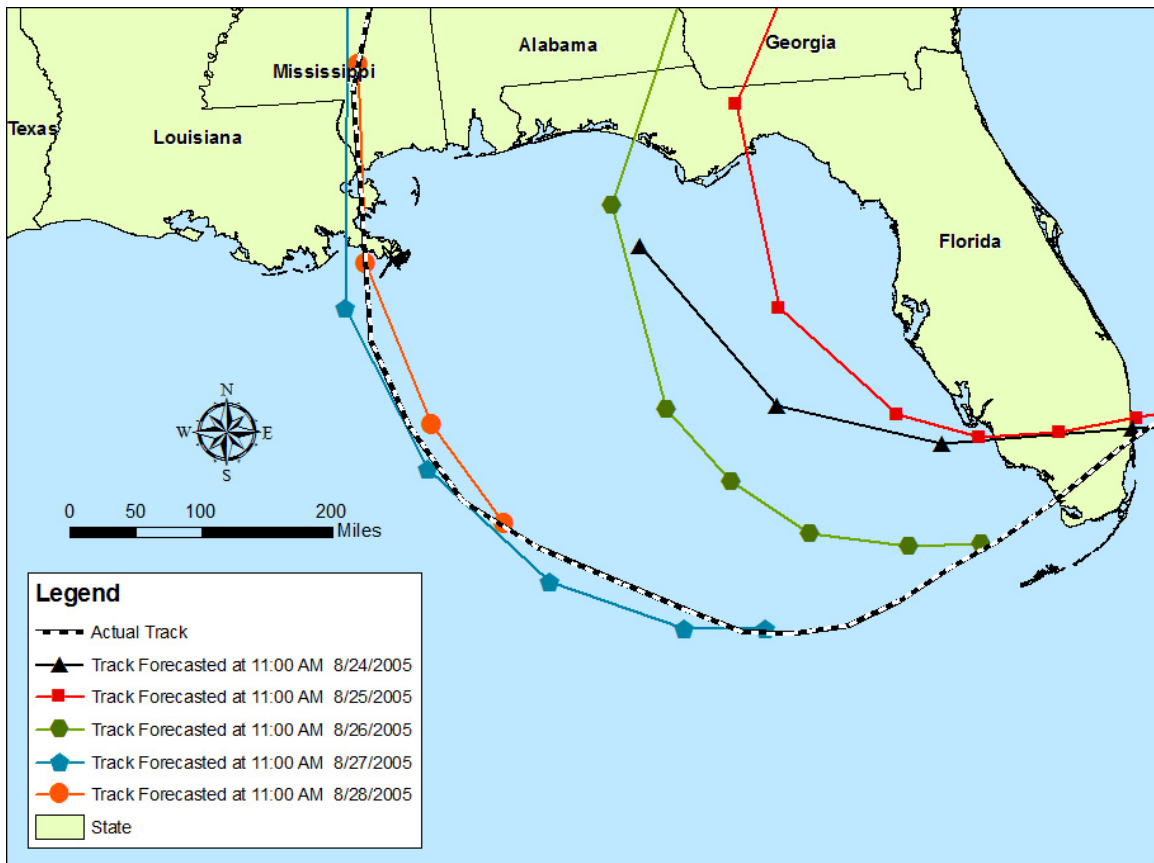 Alabama
Georgia
Mississippi
Texas
Louisiana
Florida
N
W E
S
0 50 100 200
Miles
Legend
Actual Track
Track Forecasted at 11:00 AM 8/24/2005
Track Forecasted at 11:00 AM 8/25/2005
Track Forecasted at 11:00 AM 8/26/2005
Track Forecasted at 11:00 AM 8/27/2005
Track Forecasted at 11:00 AM 8/28/2005
State